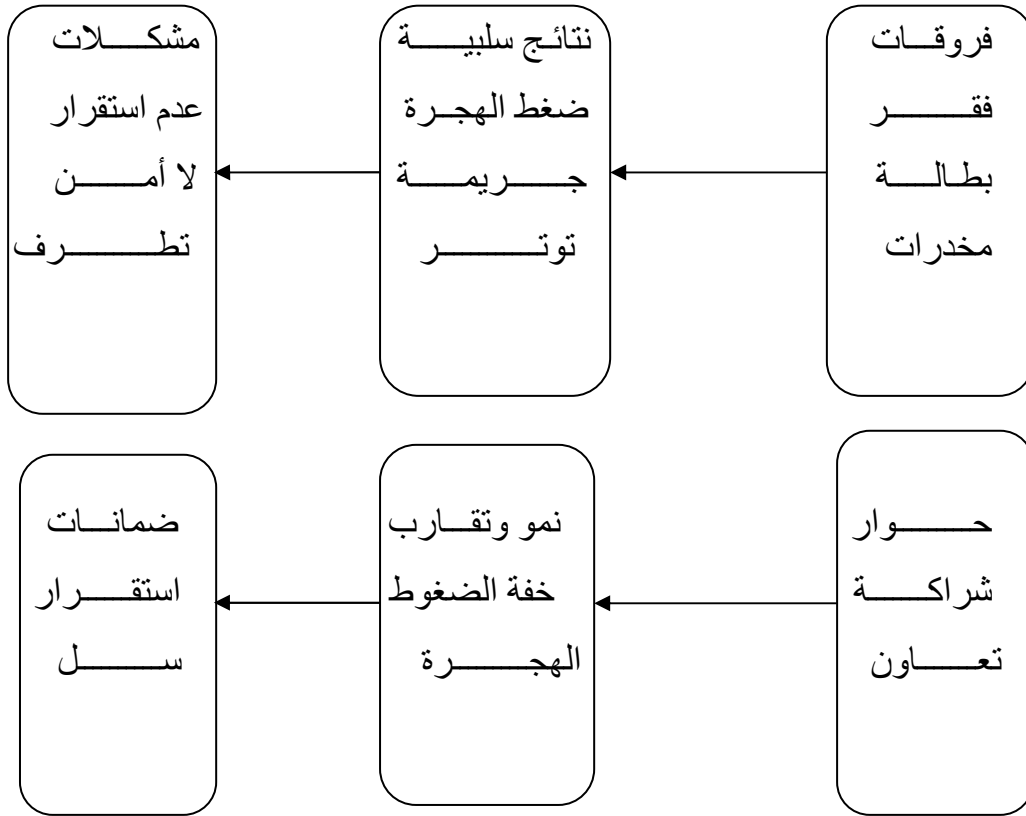 فروقات
فقر
بطالة
مخدرات
نتائج سلبية
ضغط الهجرة
جريمة
توتر
مشكلات
عدم استقرار
لا أمن
تطرف
حوار
شراكة
تعاون
نمو وتقارب
خفة الضغوط
الهجرة
ضمانات
استقرار
سل